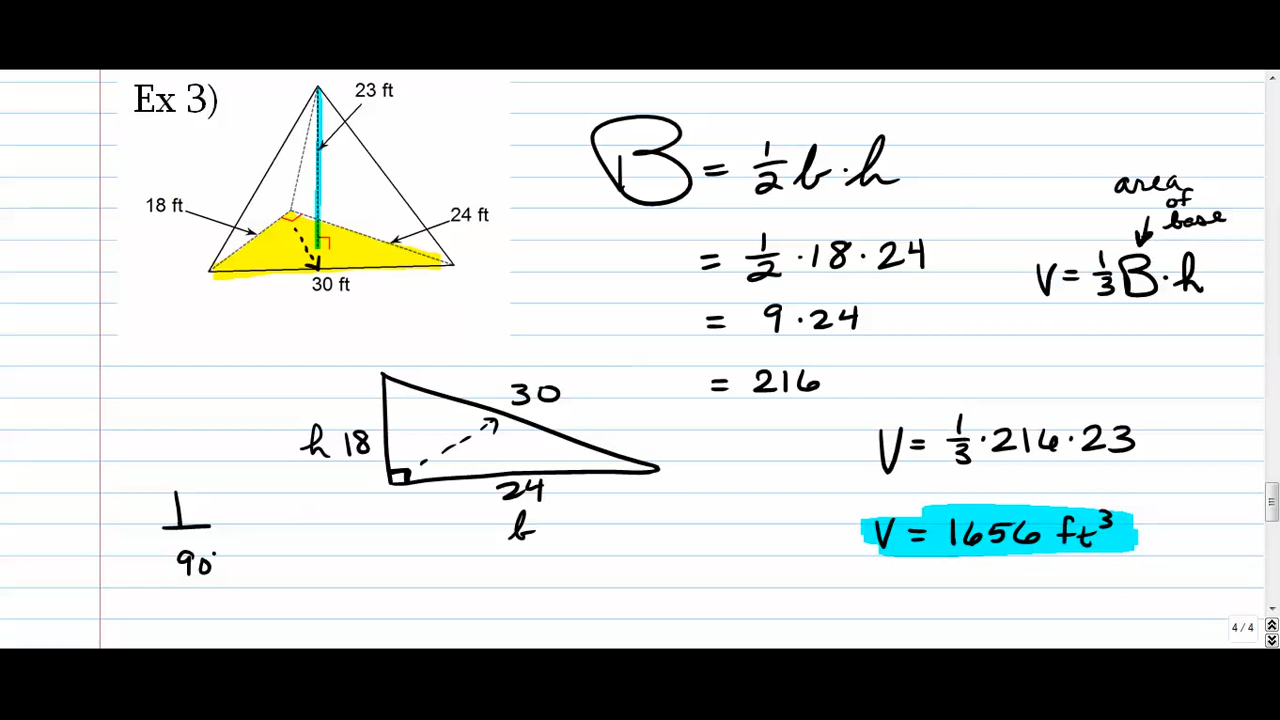 Ex 3)
23 ft
18 ft
24 ft
30 ft
B = 1/2 b · h
= 1/2 · 18 · 24
= 9 · 24
= 216
area
of
base
V = 1/3 B · h
h 18
30
24
b
90°
V = 1/3 · 216 · 23
V = 1656 ft³
4 / 4